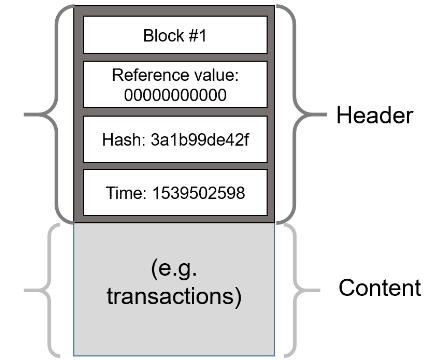 Block #1
Reference value:
00000000000
Hash: 3a1b99de42f
Header
Time: 1539502598
(e.g.
transactions)
Content